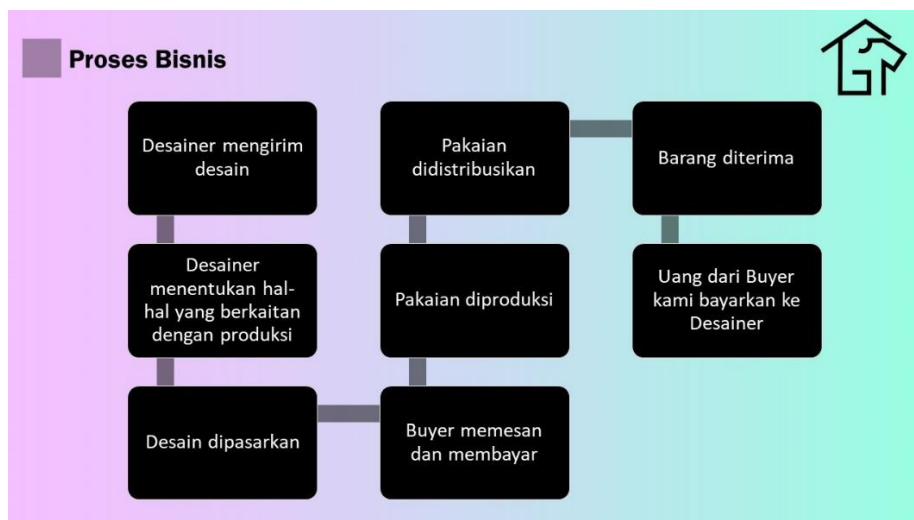 Proses Bisnis
Desainer mengirim
desain
Desainer
menentukan hal-
hal yang berkaitan
dengan produksi
Desain dipasarkan
Buyer memesan
dan membayar
Pakaian diproduksi
Pakaian
didistribusikan
Barang diterima
Uang dari Buyer
kami bayarkan ke
Desainer